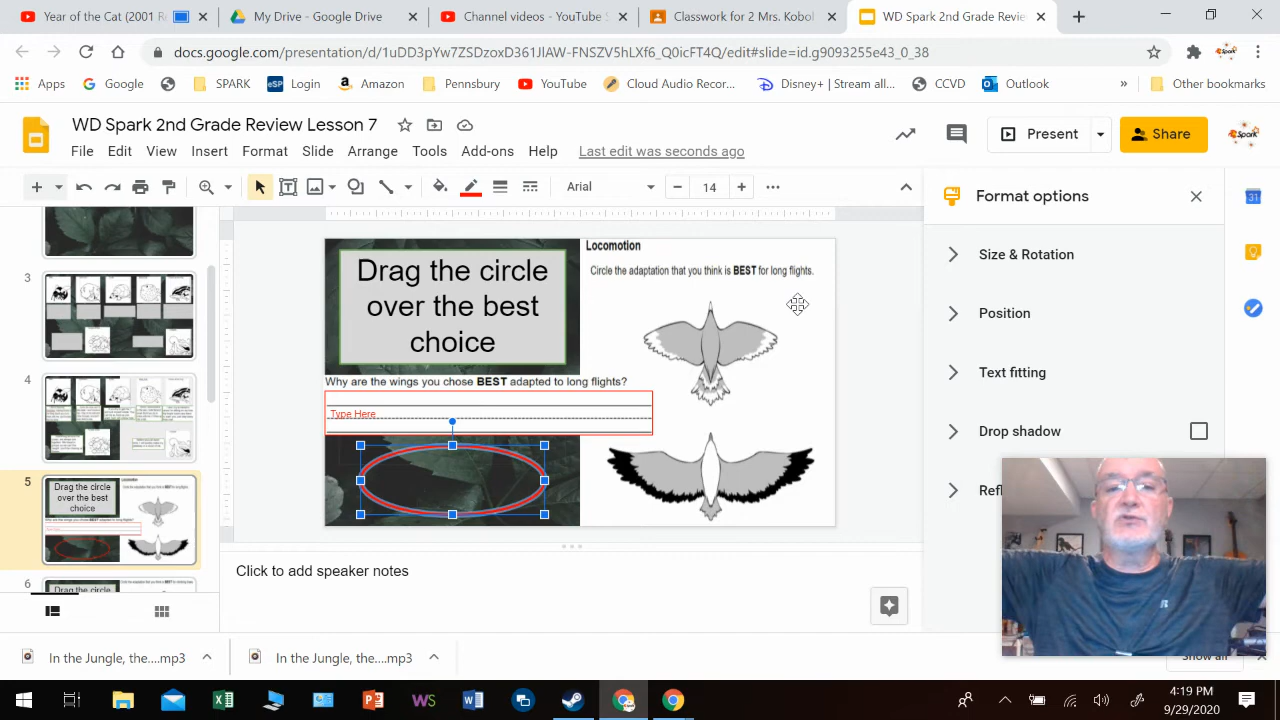 Year of the Cat (2001 R
My Drive - Google Drive
Channel videos - YouTube S
Classwork for 2 Mrs. Kobol
WD Spark 2nd Grade Revie
docs.google.com/presentation/d/1uDD3pYw7ZSDzoxD361JlAW-FNSZV5hLXf6_Q0icFT4Q/edit#slide=id.g9093255e43_0_38
Apps
Google
SPARK
Login
Amazon
Pennsbury
YouTube
Cloud Audio Recor...
Disney+ | Stream all...
CCVD
Outlook
»
Other bookmarks
WD Spark 2nd Grade Review Lesson 7
File Edit View Insert Format Slide Arrange Tools Add-ons Help Last edit was seconds ago
Present
Share
Arial
14
Format options
Size & Rotation
Position
Text fitting
Drop shadow
Refl
3
4
5
6
Drag the circle
over the best
choice
Locomotion
Circle the adaptation that you think is BEST for long flights.
Why are the wings you chose BEST adapted to long flights?
Type Here
Drag the circle
over the best
choice
Locomotion
Drag the circle
Click to add speaker notes
In the Jungle, the....mp3
In the Jungle, the....mp3
Show all
4:19 PM
9/29/2020